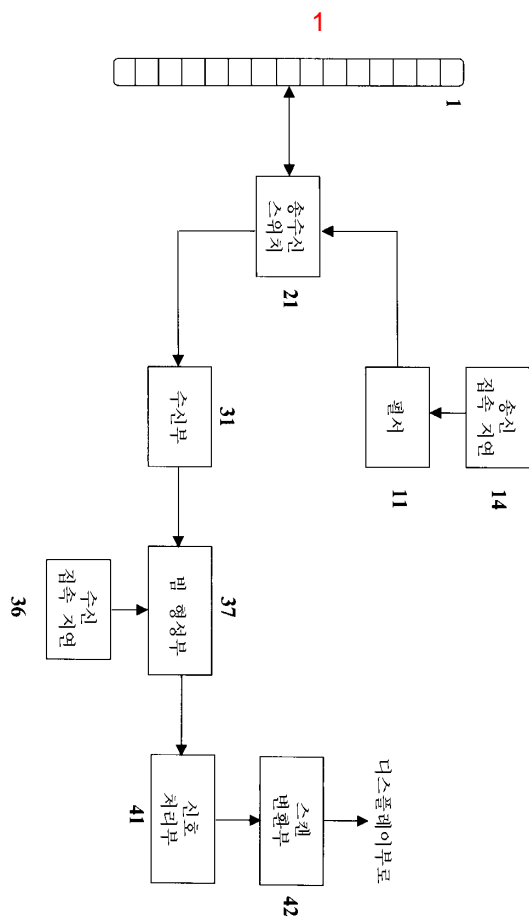 1
1
송수신
스위치
21
송신
집속 지연
14
펄서
11
수신부
31
빔 형성부
37
수신
집속 지연
36
신호
처리부
41
스캔
변환부
42
디스플레이부로